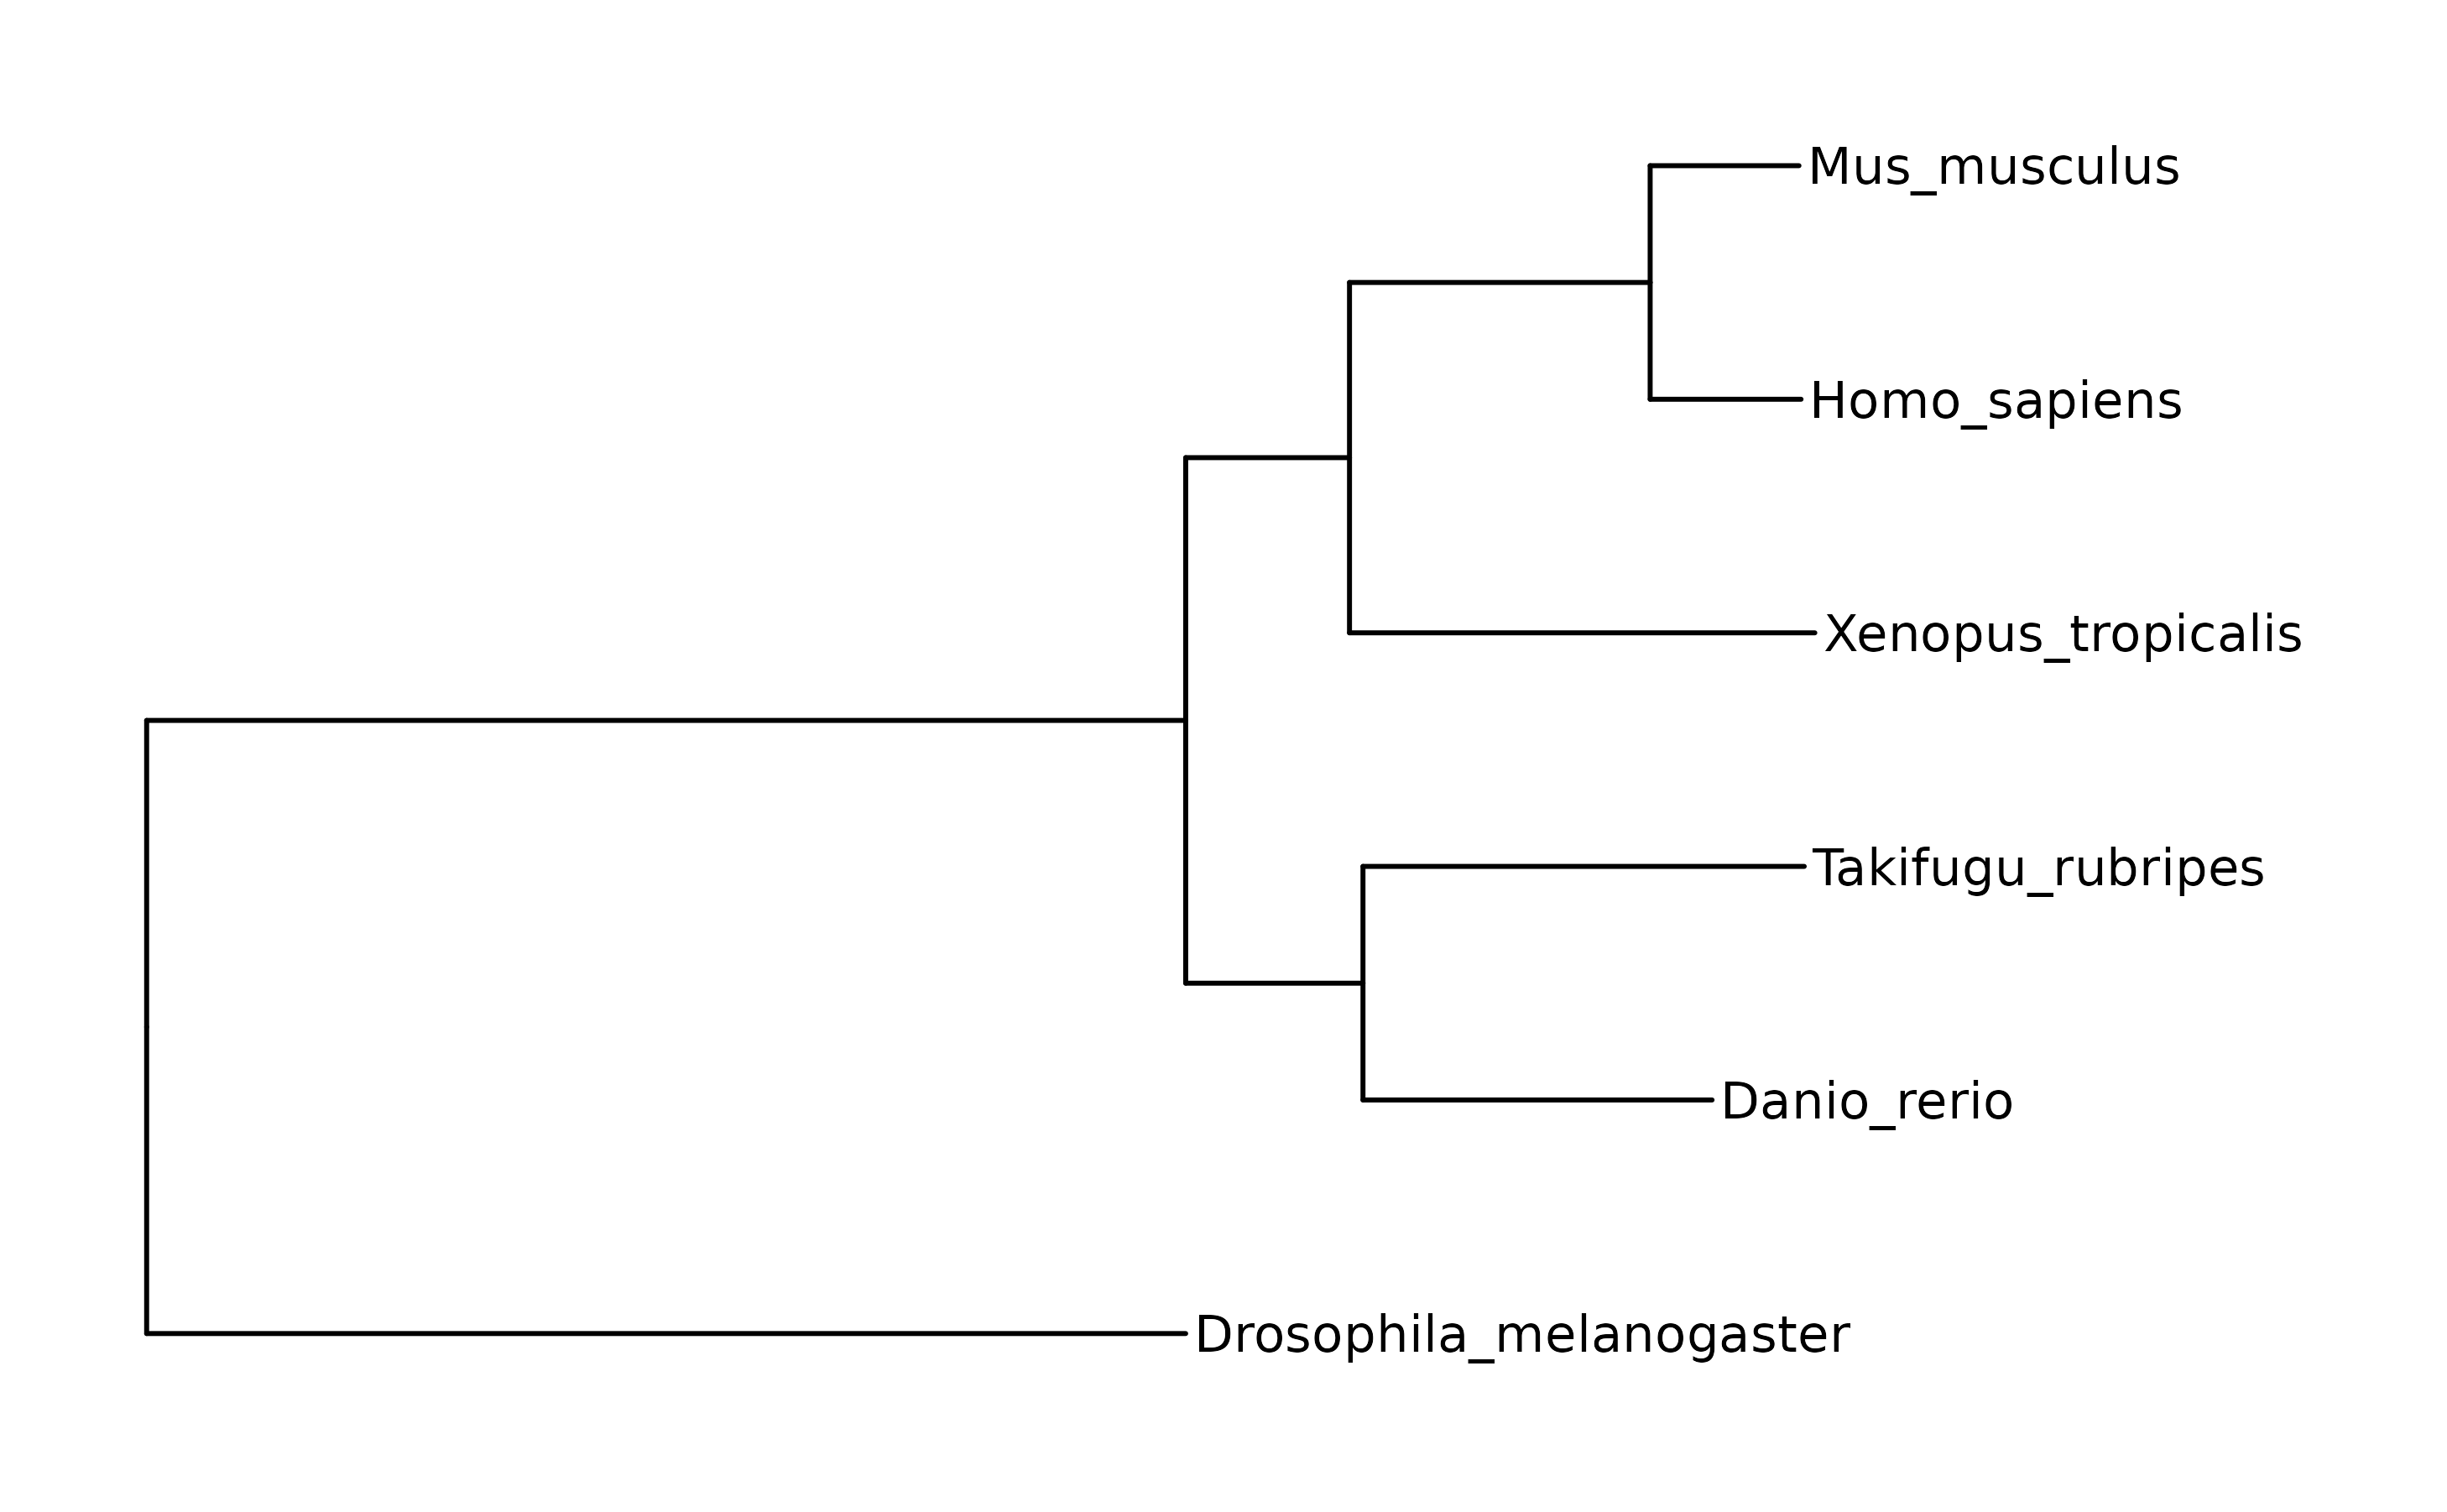 Mus_musculus
Homo_sapiens
Xenopus_tropicalis
Takifugu_rubripes
Danio_rerio
Drosophila_melanogaster